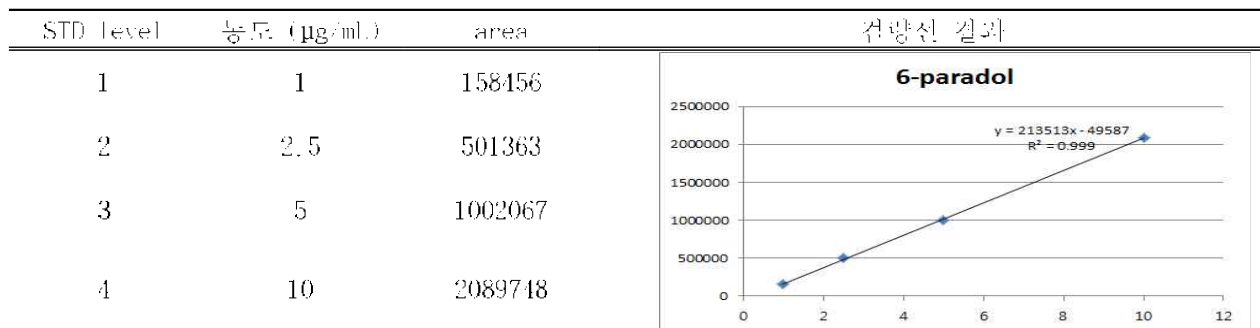 STD level 농도 (μg/mL) area 검량선 결과
1 1 158456
2 2.5 501363
3 5 1002067
4 10 2089748
6-paradol
2500000
2000000
1500000
1000000
500000
0
y = 213513x - 49587
R² = 0.999
0 2 4 6 8 10 12